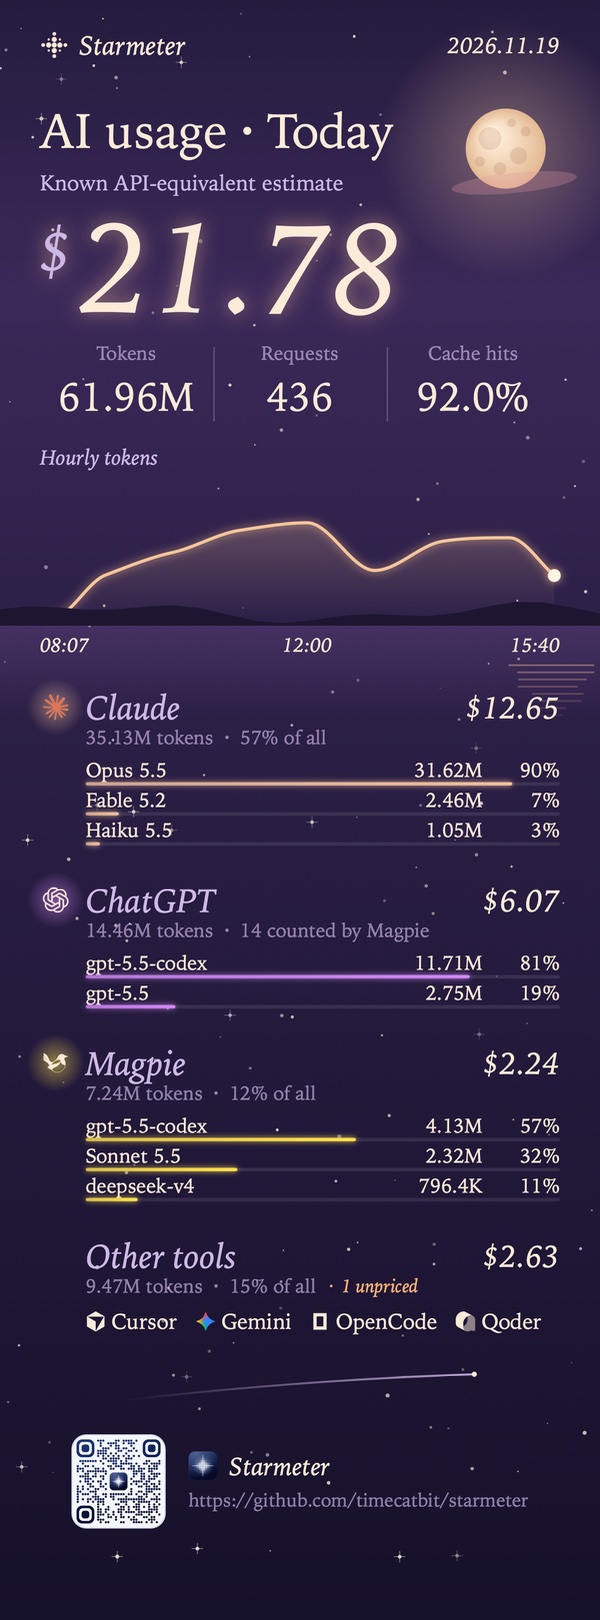 Starmeter 2026.11.19
AI usage · Today
Known API-equivalent estimate
$21.78
Tokens Requests Cache hits
61.96M 436 92.0%
Hourly tokens
08:07 12:00 15:40
Claude $12.65
35.13M tokens · 57% of all
Opus 5.5 31.62M 90%
Fable 5.2 2.46M 7%
Haiku 5.5 1.05M 3%
ChatGPT $6.07
14.46M tokens · 14 counted by Magpie
gpt-5.5-codex 11.71M 81%
gpt-5.5 2.75M 19%
Magpie $2.24
7.24M tokens · 12% of all
gpt-5.5-codex 4.13M 57%
Sonnet 5.5 2.32M 32%
deepseek-v4 796.4K 11%
Other tools $2.63
9.47M tokens · 15% of all · 1 unpriced
Cursor Gemini OpenCode Qoder
Starmeter
https://github.com/timecatbit/starmeter